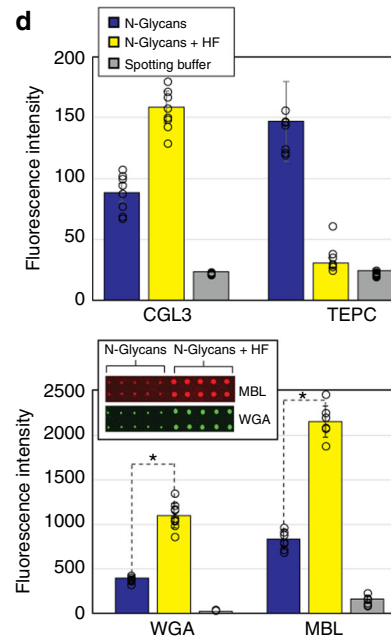 d
N-Glycans
N-Glycans + HF
Spotting buffer
Fluorescence intensity
200
150
100
50
0
CGL3 TEPC
N-Glycans N-Glycans + HF
MBL
WGA
Fluorescence intensity
2500
2000
1500
1000
500
0
* *
WGA MBL